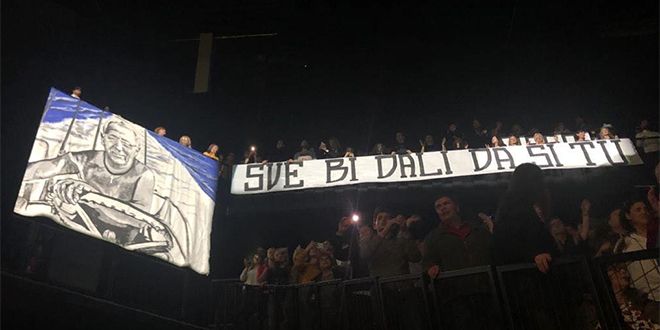 SVE BI DALI DA SI TU